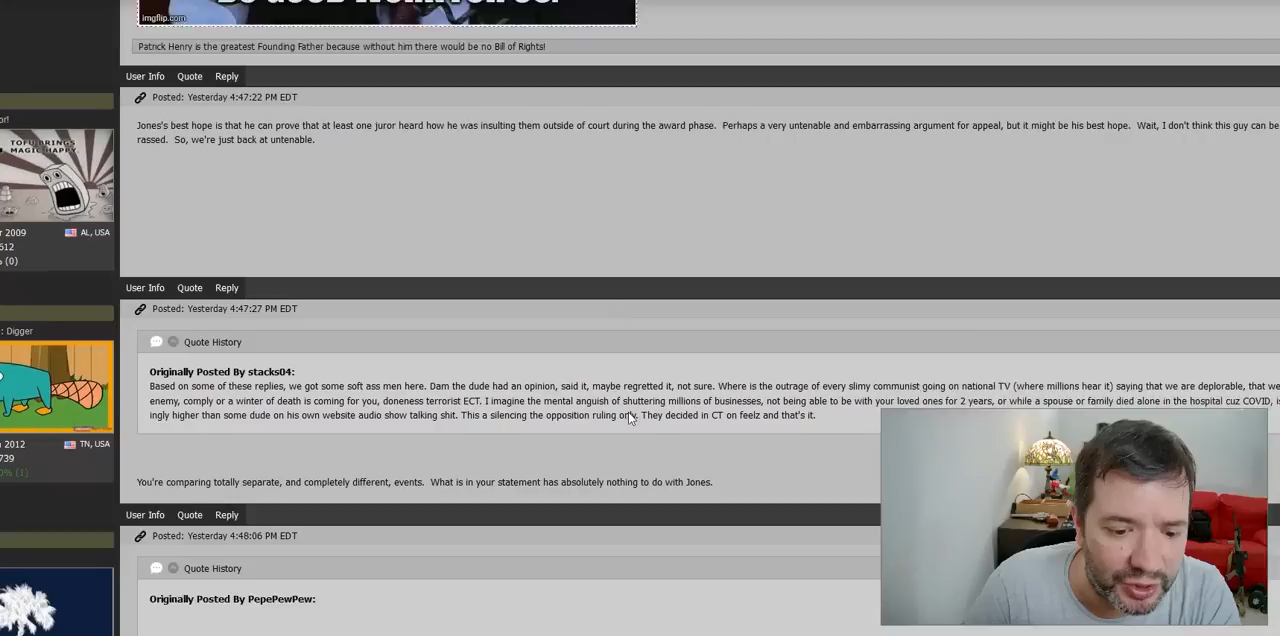 imgflip.com
Patrick Henry is the greatest Founding Father because without him there would be no Bill of Rights!
User Info Quote Reply
Posted: Yesterday 4:47:22 PM EDT
or!
Jones's best hope is that he can prove that at least one juror heard how he was insulting them outside of court during the award phase. Perhaps a very untenable and embarrassing argument for appeal, but it might be his best hope. Wait, I don't think this guy can be
rassed. So, we're just back at untenable.
TOFU BRINGS
MAGIC HAPPY
r 2009 AL, USA
612
(0)
User Info Quote Reply
Posted: Yesterday 4:47:27 PM EDT
: Digger
Quote History
Originally Posted By stacks04:
Based on some of these replies, we got some soft ass men here. Dam the dude had an opinion, said it, maybe regretted it, not sure. Where is the outrage of every slimy communist going on national TV (where millions hear it) saying that we are deplorable, that we
enemy, comply or a winter of death is coming for you, doneness terrorist ECT. I imagine the mental anguish of shuttering millions of businesses, not being able to be with your loved ones for 2 years, or while a spouse or family died alone in the hospital cuz COVID, is
ingly higher than some dude on his own website audio show talking shit. This a silencing the opposition ruling only. They decided in CT on feelz and that's it.
n 2012 TN, USA
739
0% (1)
You're comparing totally separate, and completely different, events. What is in your statement has absolutely nothing to do with Jones.
User Info Quote Reply
Posted: Yesterday 4:48:06 PM EDT
Quote History
Originally Posted By PepePewPew: